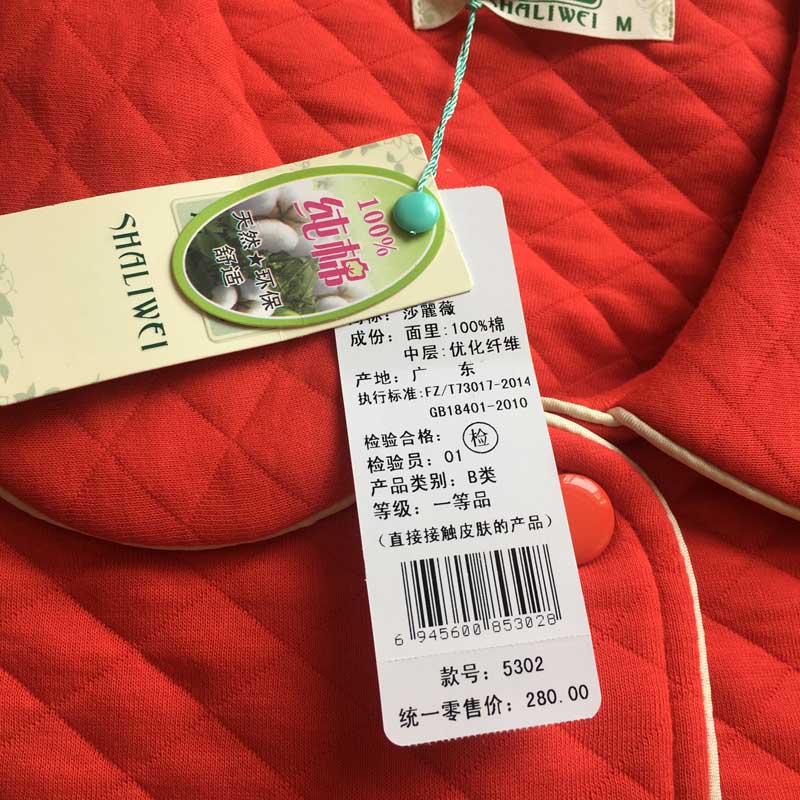 SHALIWEI M
SHALIWEI
100%
纯棉
天然★环保
舒适
商标：莎麗薇
成份：面里:100%棉
中层:优化纤维
产地：广 东
执行标准:FZ/T73017-2014
GB18401-2010
检验合格： 检
检验员：01
产品类别：B类
等级：一等品
（直接接触皮肤的产品）
6 945600 853028
款号：5302
统一零售价：280.00